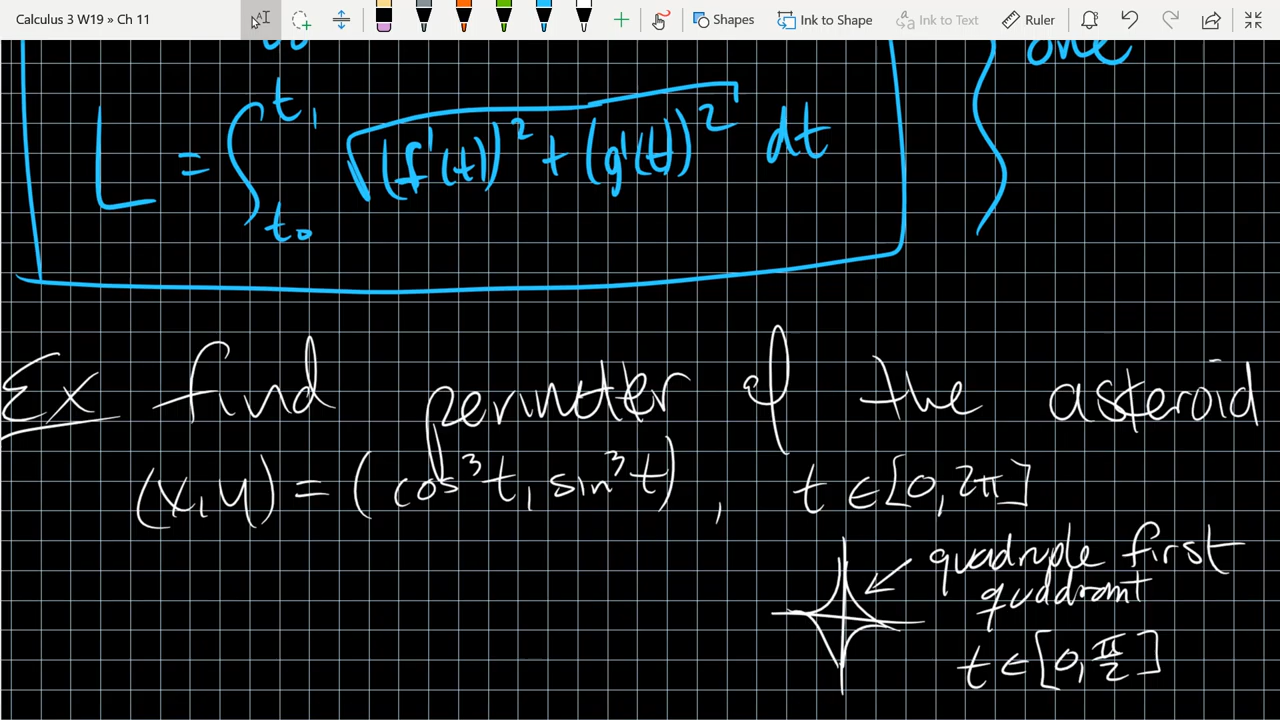 Calculus 3 W19 » Ch 11
Shapes
Ink to Shape
Ink to Text
Ruler
one
L = ∫_{t₀}^{t₁} √((f'(t))² + (g'(t))²) dt
Ex find perimeter of the asteroid
(x,y) = (cos³t, sin³t), t ∈ [0, 2π]
quadruple first
quadrant
t ∈ [0, π/2]